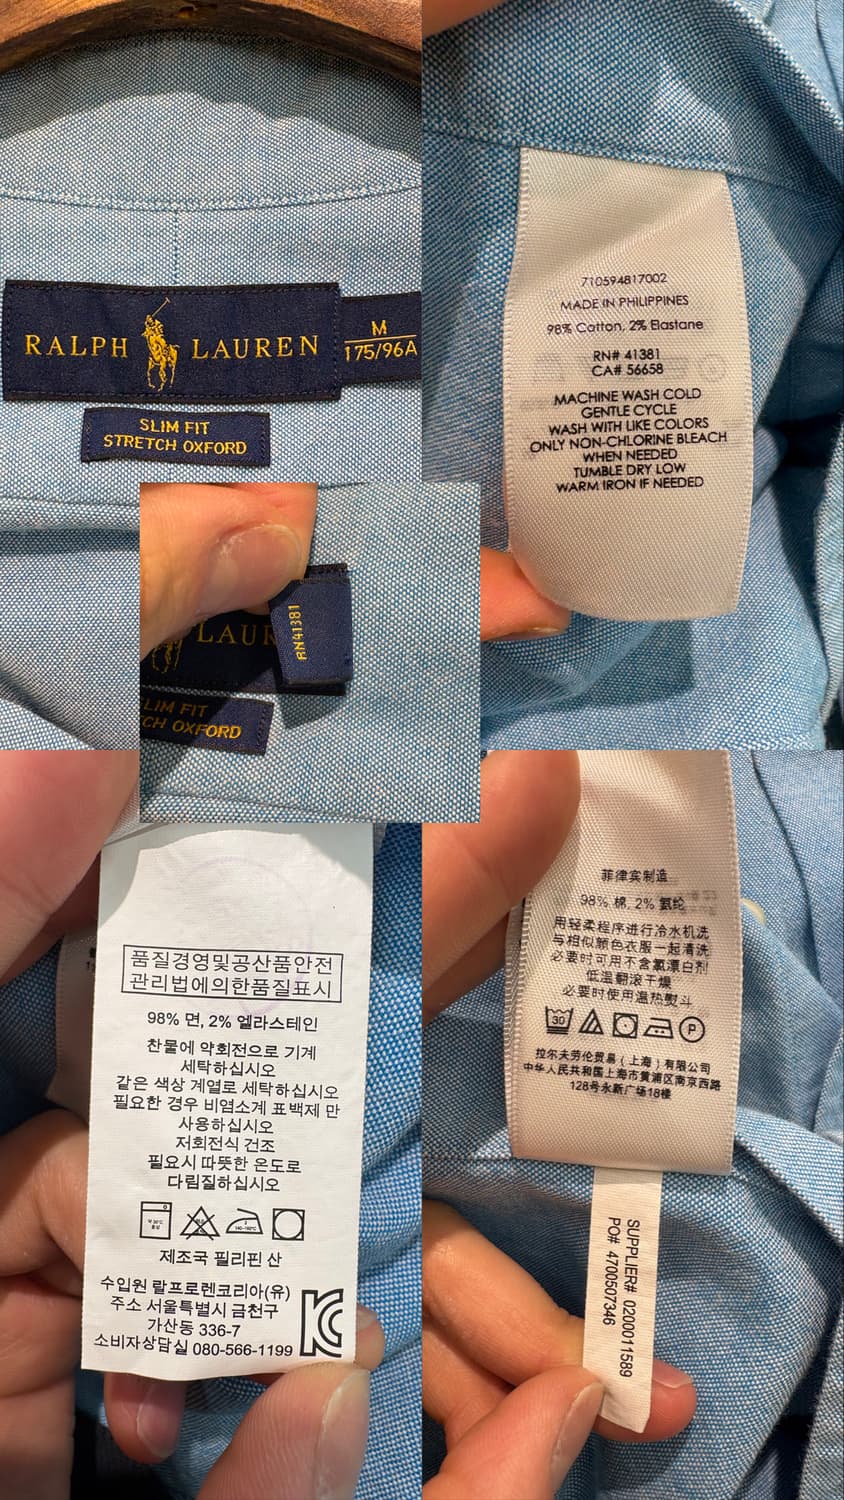 RALPH LAUREN
M
175/96A
SLIM FIT
STRETCH OXFORD
710594817002
MADE IN PHILIPPINES
98% Cotton, 2% Elastane
RN# 41381
CA# 56658
MACHINE WASH COLD
GENTLE CYCLE
WASH WITH LIKE COLORS
ONLY NON-CHLORINE BLEACH
WHEN NEEDED
TUMBLE DRY LOW
WARM IRON IF NEEDED
LAUR
RN41381
SLIM FIT
CH OXFORD
품질경영및공산품안전
관리법에의한품질표시
98% 면, 2% 엘라스테인
찬물에 약회전으로 기계
세탁하십시오
같은 색상 계열로 세탁하십시오
필요한 경우 비염소계 표백제 만
사용하십시오
저회전식 건조
필요시 따뜻한 온도로
다림질하십시오
제조국 필리핀 산
수입원 랄프로렌코리아(유)
주소 서울특별시 금천구
가산동 336-7
소비자상담실 080-566-1199
菲律宾制造
98% 棉, 2% 氨纶
用轻柔程序进行冷水机洗
与相似颜色衣服一起清洗
必要时可用不含氯漂白剂
低温翻滚干燥
必要时使用温热熨斗
30
P
拉尔夫劳伦贸易（上海）有限公司
中华人民共和国上海市黄浦区南京西路
128号永新广场18楼
SUPPLIER# 0200011589
PO# 4700507346